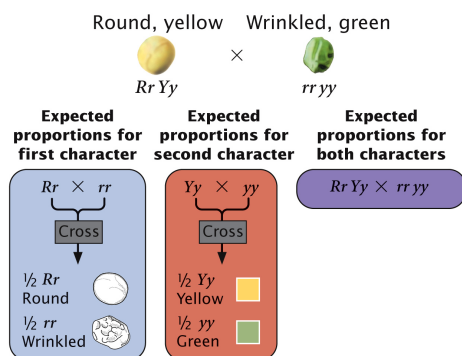 Round, yellow
Wrinkled, green
×
Rr Yy
rr yy
Expected
proportions for
first character
Rr × rr
Cross
½ Rr
Round
½ rr
Wrinkled
Expected
proportions for
second character
Yy × yy
Cross
½ Yy
Yellow
½ yy
Green
Expected
proportions for
both characters
Rr Yy × rr yy